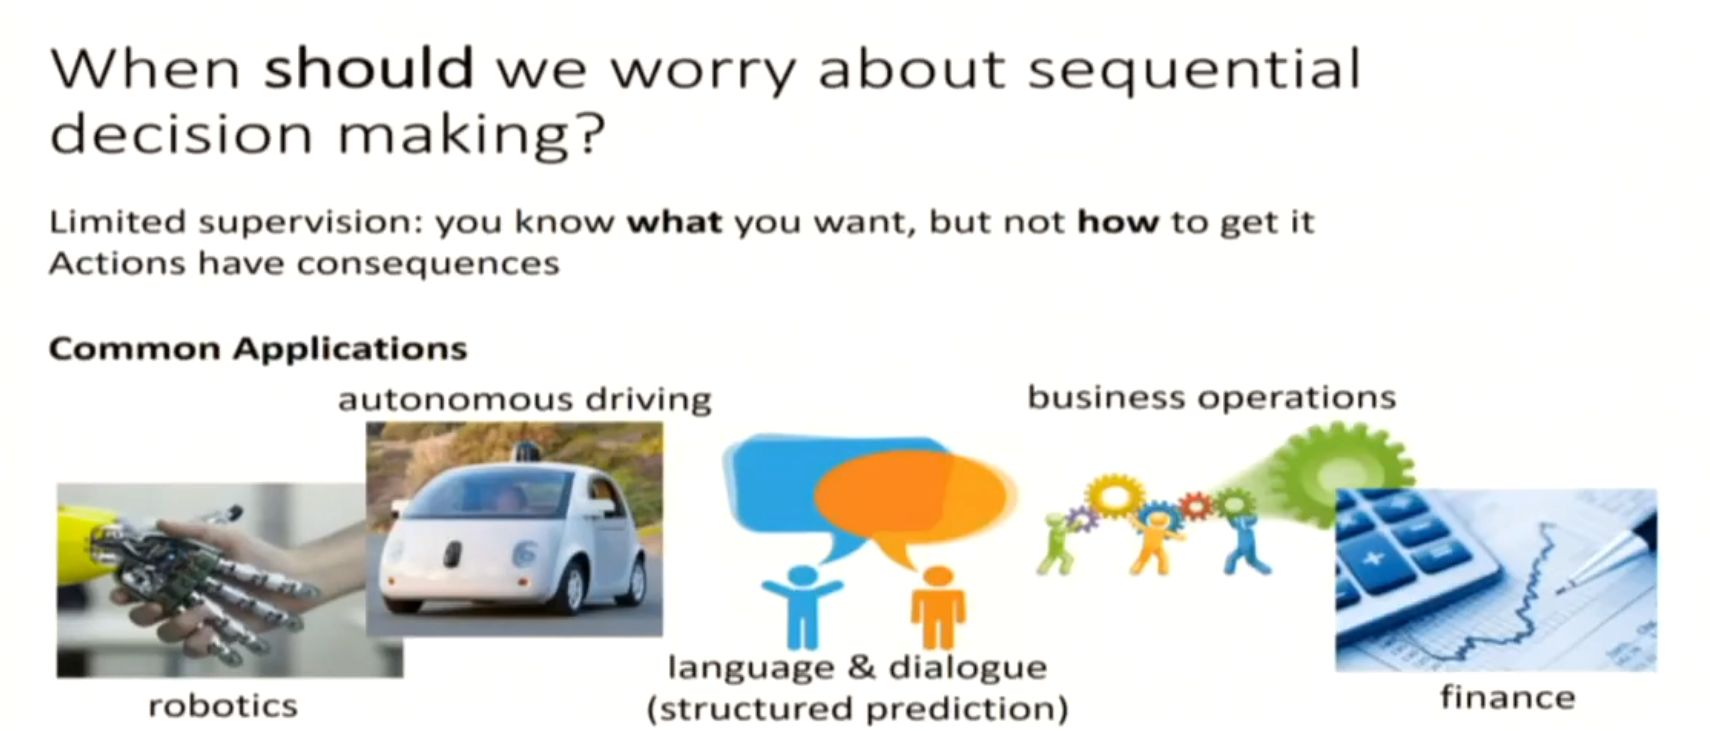 When should we worry about sequential
decision making?
Limited supervision: you know what you want, but not how to get it
Actions have consequences
Common Applications
autonomous driving
business operations
language & dialogue
(structured prediction)
robotics
finance